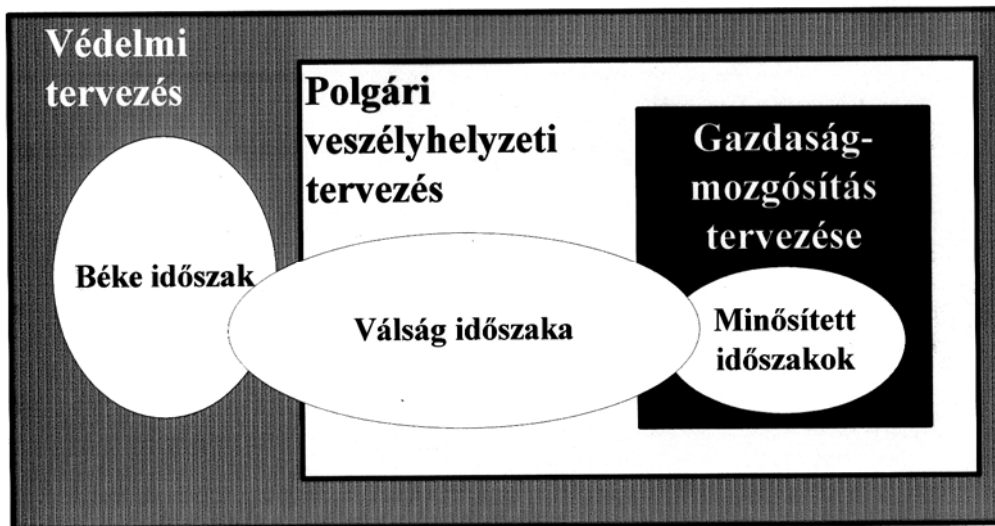 Védelmi
tervezés
Polgári
veszélyhelyzeti
tervezés
Gazdaság-
mozgósítás
tervezése
Béke időszak
Válság időszaka
Minősített
időszakok